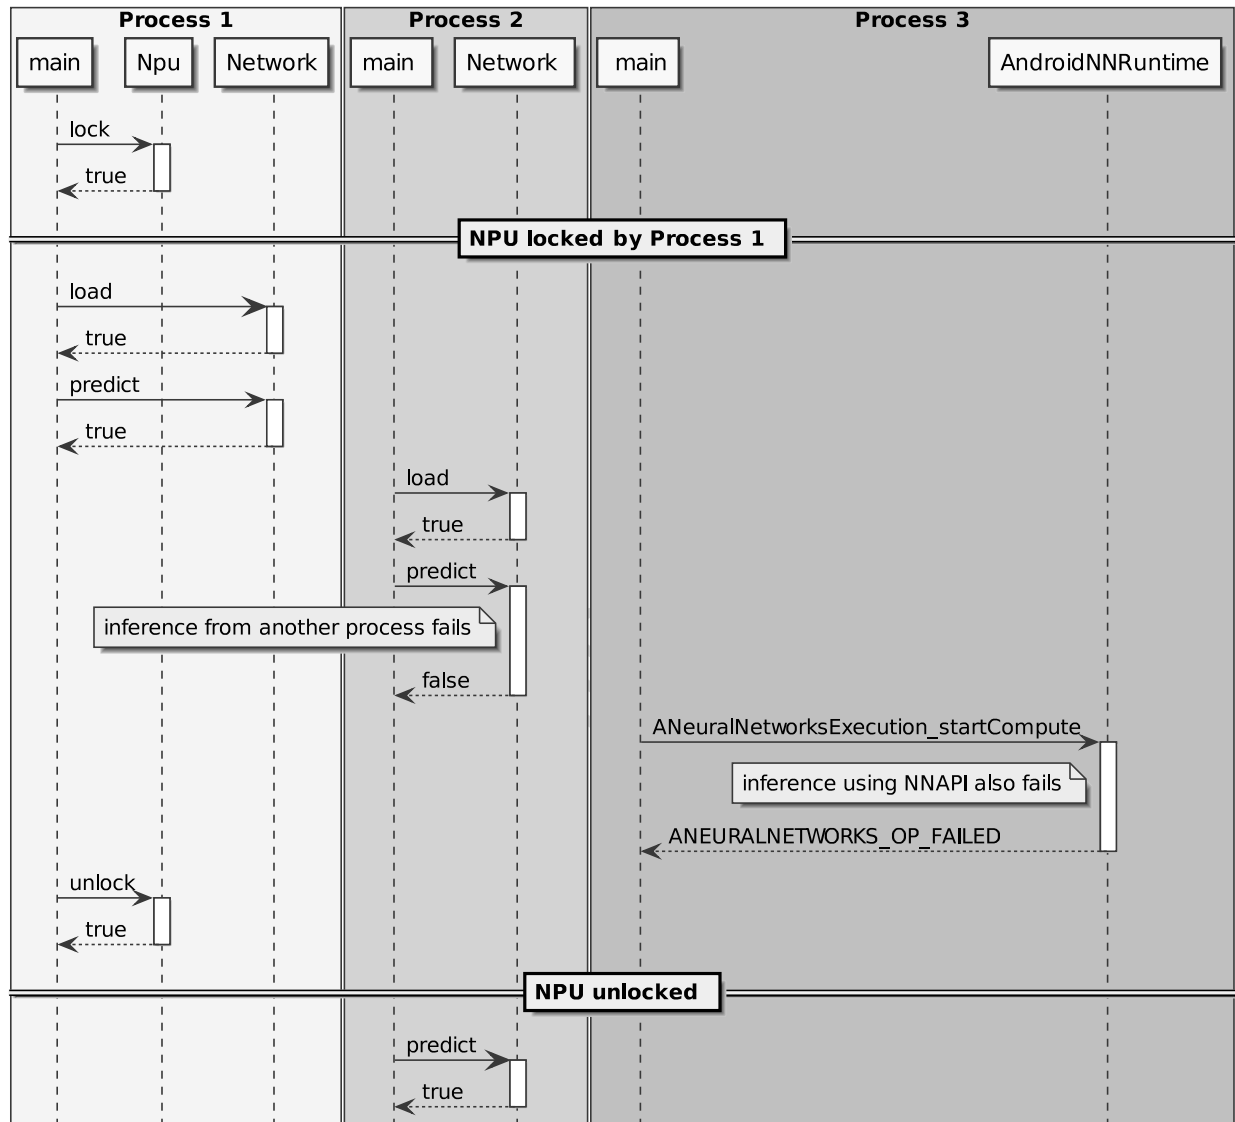 Process 1
Process 2
Process 3
main
Npu
Network
main
Network
main
AndroidNNRuntime
lock
true
NPU locked by Process 1
load
true
predict
true
load
true
predict
inference from another process fails
false
ANeuralNetworksExecution_startCompute
inference using NNAPI also fails
ANEURALNETWORKS_OP_FAILED
unlock
true
NPU unlocked
predict
true